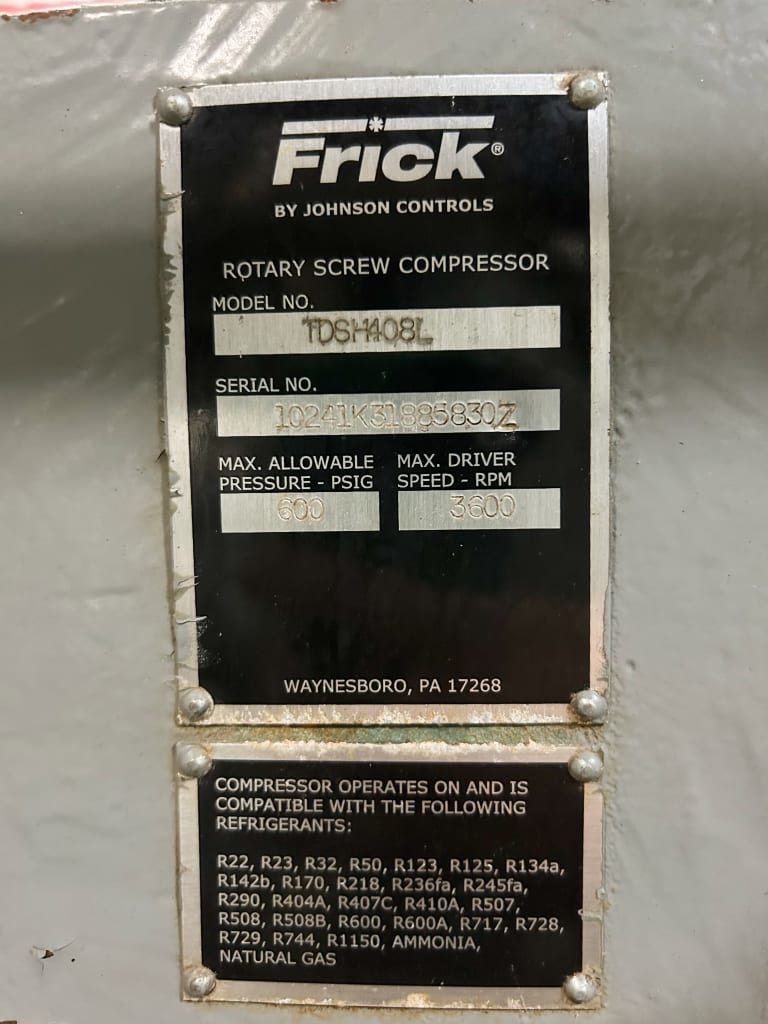 Frick®
BY JOHNSON CONTROLS
ROTARY SCREW COMPRESSOR
MODEL NO.
TDSH408L
SERIAL NO.
10241K31885830Z
MAX. ALLOWABLE MAX. DRIVER
PRESSURE - PSIG SPEED - RPM
600 3600
WAYNESBORO, PA 17268
COMPRESSOR OPERATES ON AND IS
COMPATIBLE WITH THE FOLLOWING
REFRIGERANTS:
R22, R23, R32, R50, R123, R125, R134a,
R142b, R170, R218, R236fa, R245fa,
R290, R404A, R407C, R410A, R507,
R508, R508B, R600, R600A, R717, R728,
R729, R744, R1150, AMMONIA,
NATURAL GAS